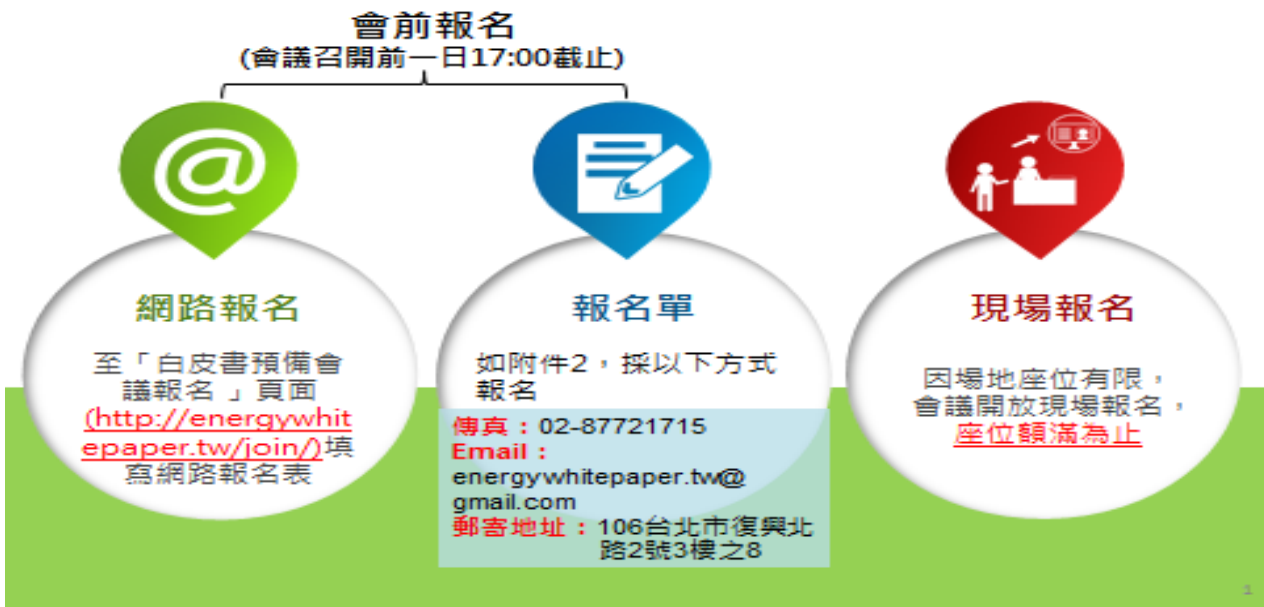 會前報名
(會議召開前一日17:00截止)
@
網路報名
至「白皮書預備會
議報名 」頁面
(http://energywhit
epaper.tw/join/)填
寫網路報名表
報名單
如附件2，採以下方式
報名
傳真：02-87721715
Email：
energywhitepaper.tw@
gmail.com
郵寄地址：106台北市復興北
路2號3樓之8
現場報名
因場地座位有限，
會議開放現場報名，
座位額滿為止
1